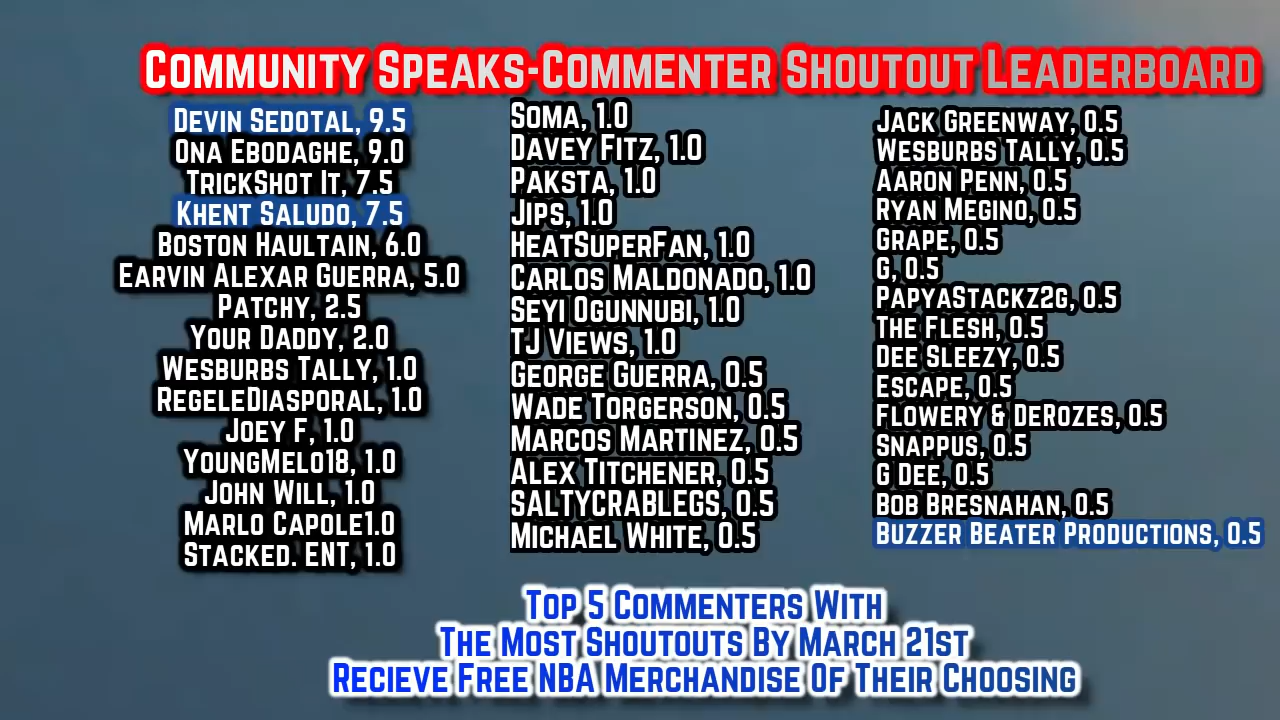 Community Speaks-Commenter Shoutout Leaderboard
Devin Sedotal, 9.5
Ona Ebodaghe, 9.0
TrickShot It, 7.5
Khent Saludo, 7.5
Boston Haultain, 6.0
Earvin Alexar Guerra, 5.0
Patchy, 2.5
Your Daddy, 2.0
Wesburbs Tally, 1.0
RegeleDiasporal, 1.0
Joey F, 1.0
YoungMelo18, 1.0
John Will, 1.0
Marlo Capole1.0
Stacked. ENT, 1.0
Soma, 1.0
Davey Fitz, 1.0
Paksta, 1.0
Jips, 1.0
HeatSuperFan, 1.0
Carlos Maldonado, 1.0
Seyi Ogunnubi, 1.0
TJ Views, 1.0
George Guerra, 0.5
Wade Torgerson, 0.5
Marcos Martinez, 0.5
Alex Titchener, 0.5
SALTYCRABLEGS, 0.5
Michael White, 0.5
Jack Greenway, 0.5
Wesburbs Tally, 0.5
Aaron Penn, 0.5
Ryan Megino, 0.5
Grape, 0.5
G, 0.5
PapyaStackz2g, 0.5
The Flesh, 0.5
Dee Sleezy, 0.5
Escape, 0.5
Flowery & DeRozes, 0.5
Snappus, 0.5
G Dee, 0.5
Bob Bresnahan, 0.5
Buzzer Beater Productions, 0.5
Top 5 Commenters With
The Most Shoutouts By March 21st
Recieve Free NBA Merchandise Of Their Choosing